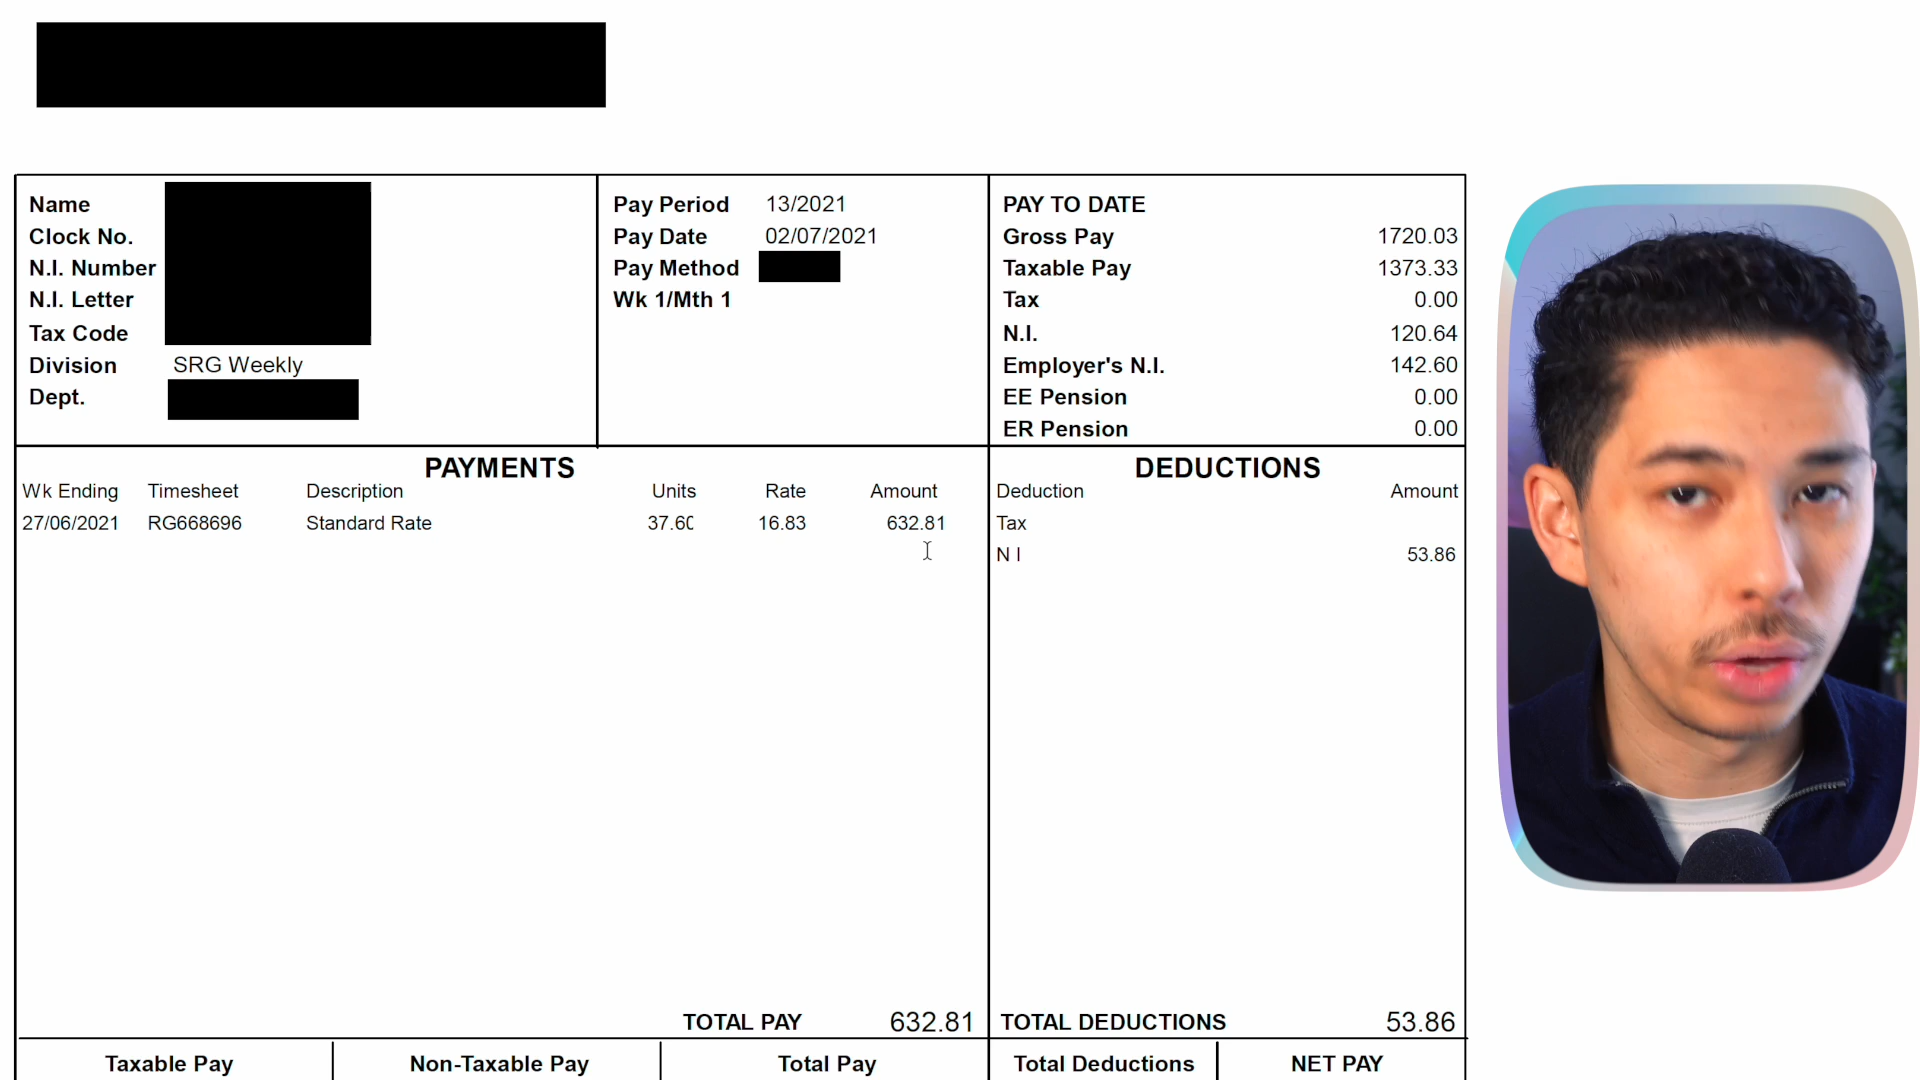 Name
Clock No.
N.I. Number
N.I. Letter
Tax Code
Division SRG Weekly
Dept.
Pay Period 13/2021
Pay Date 02/07/2021
Pay Method
Wk 1/Mth 1
PAY TO DATE
Gross Pay 1720.03
Taxable Pay 1373.33
Tax 0.00
N.I. 120.64
Employer's N.I. 142.60
EE Pension 0.00
ER Pension 0.00
PAYMENTS
Wk Ending Timesheet Description Units Rate Amount
27/06/2021 RG668696 Standard Rate 37.60 16.83 632.81
TOTAL PAY 632.81
DEDUCTIONS
Deduction Amount
Tax
N I 53.86
TOTAL DEDUCTIONS 53.86
Taxable Pay Non-Taxable Pay Total Pay Total Deductions NET PAY